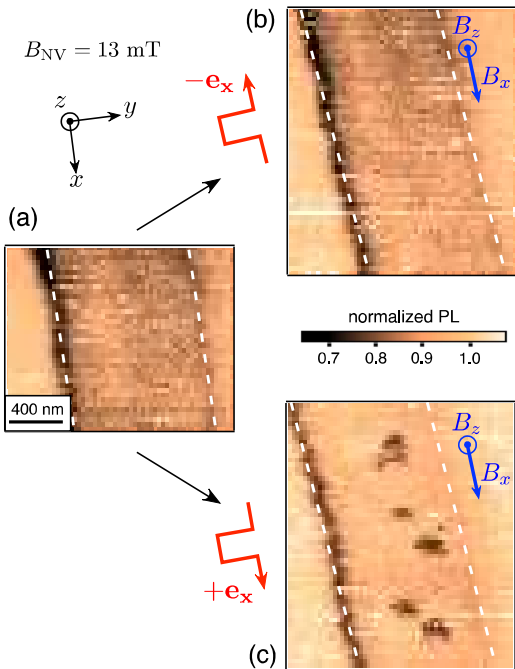 (b)
B_NV = 13 mT
−e_x
B_z
B_x
z
y
x
(a)
400 nm
normalized PL
0.7 0.8 0.9 1.0
B_z
B_x
+e_x
(c)